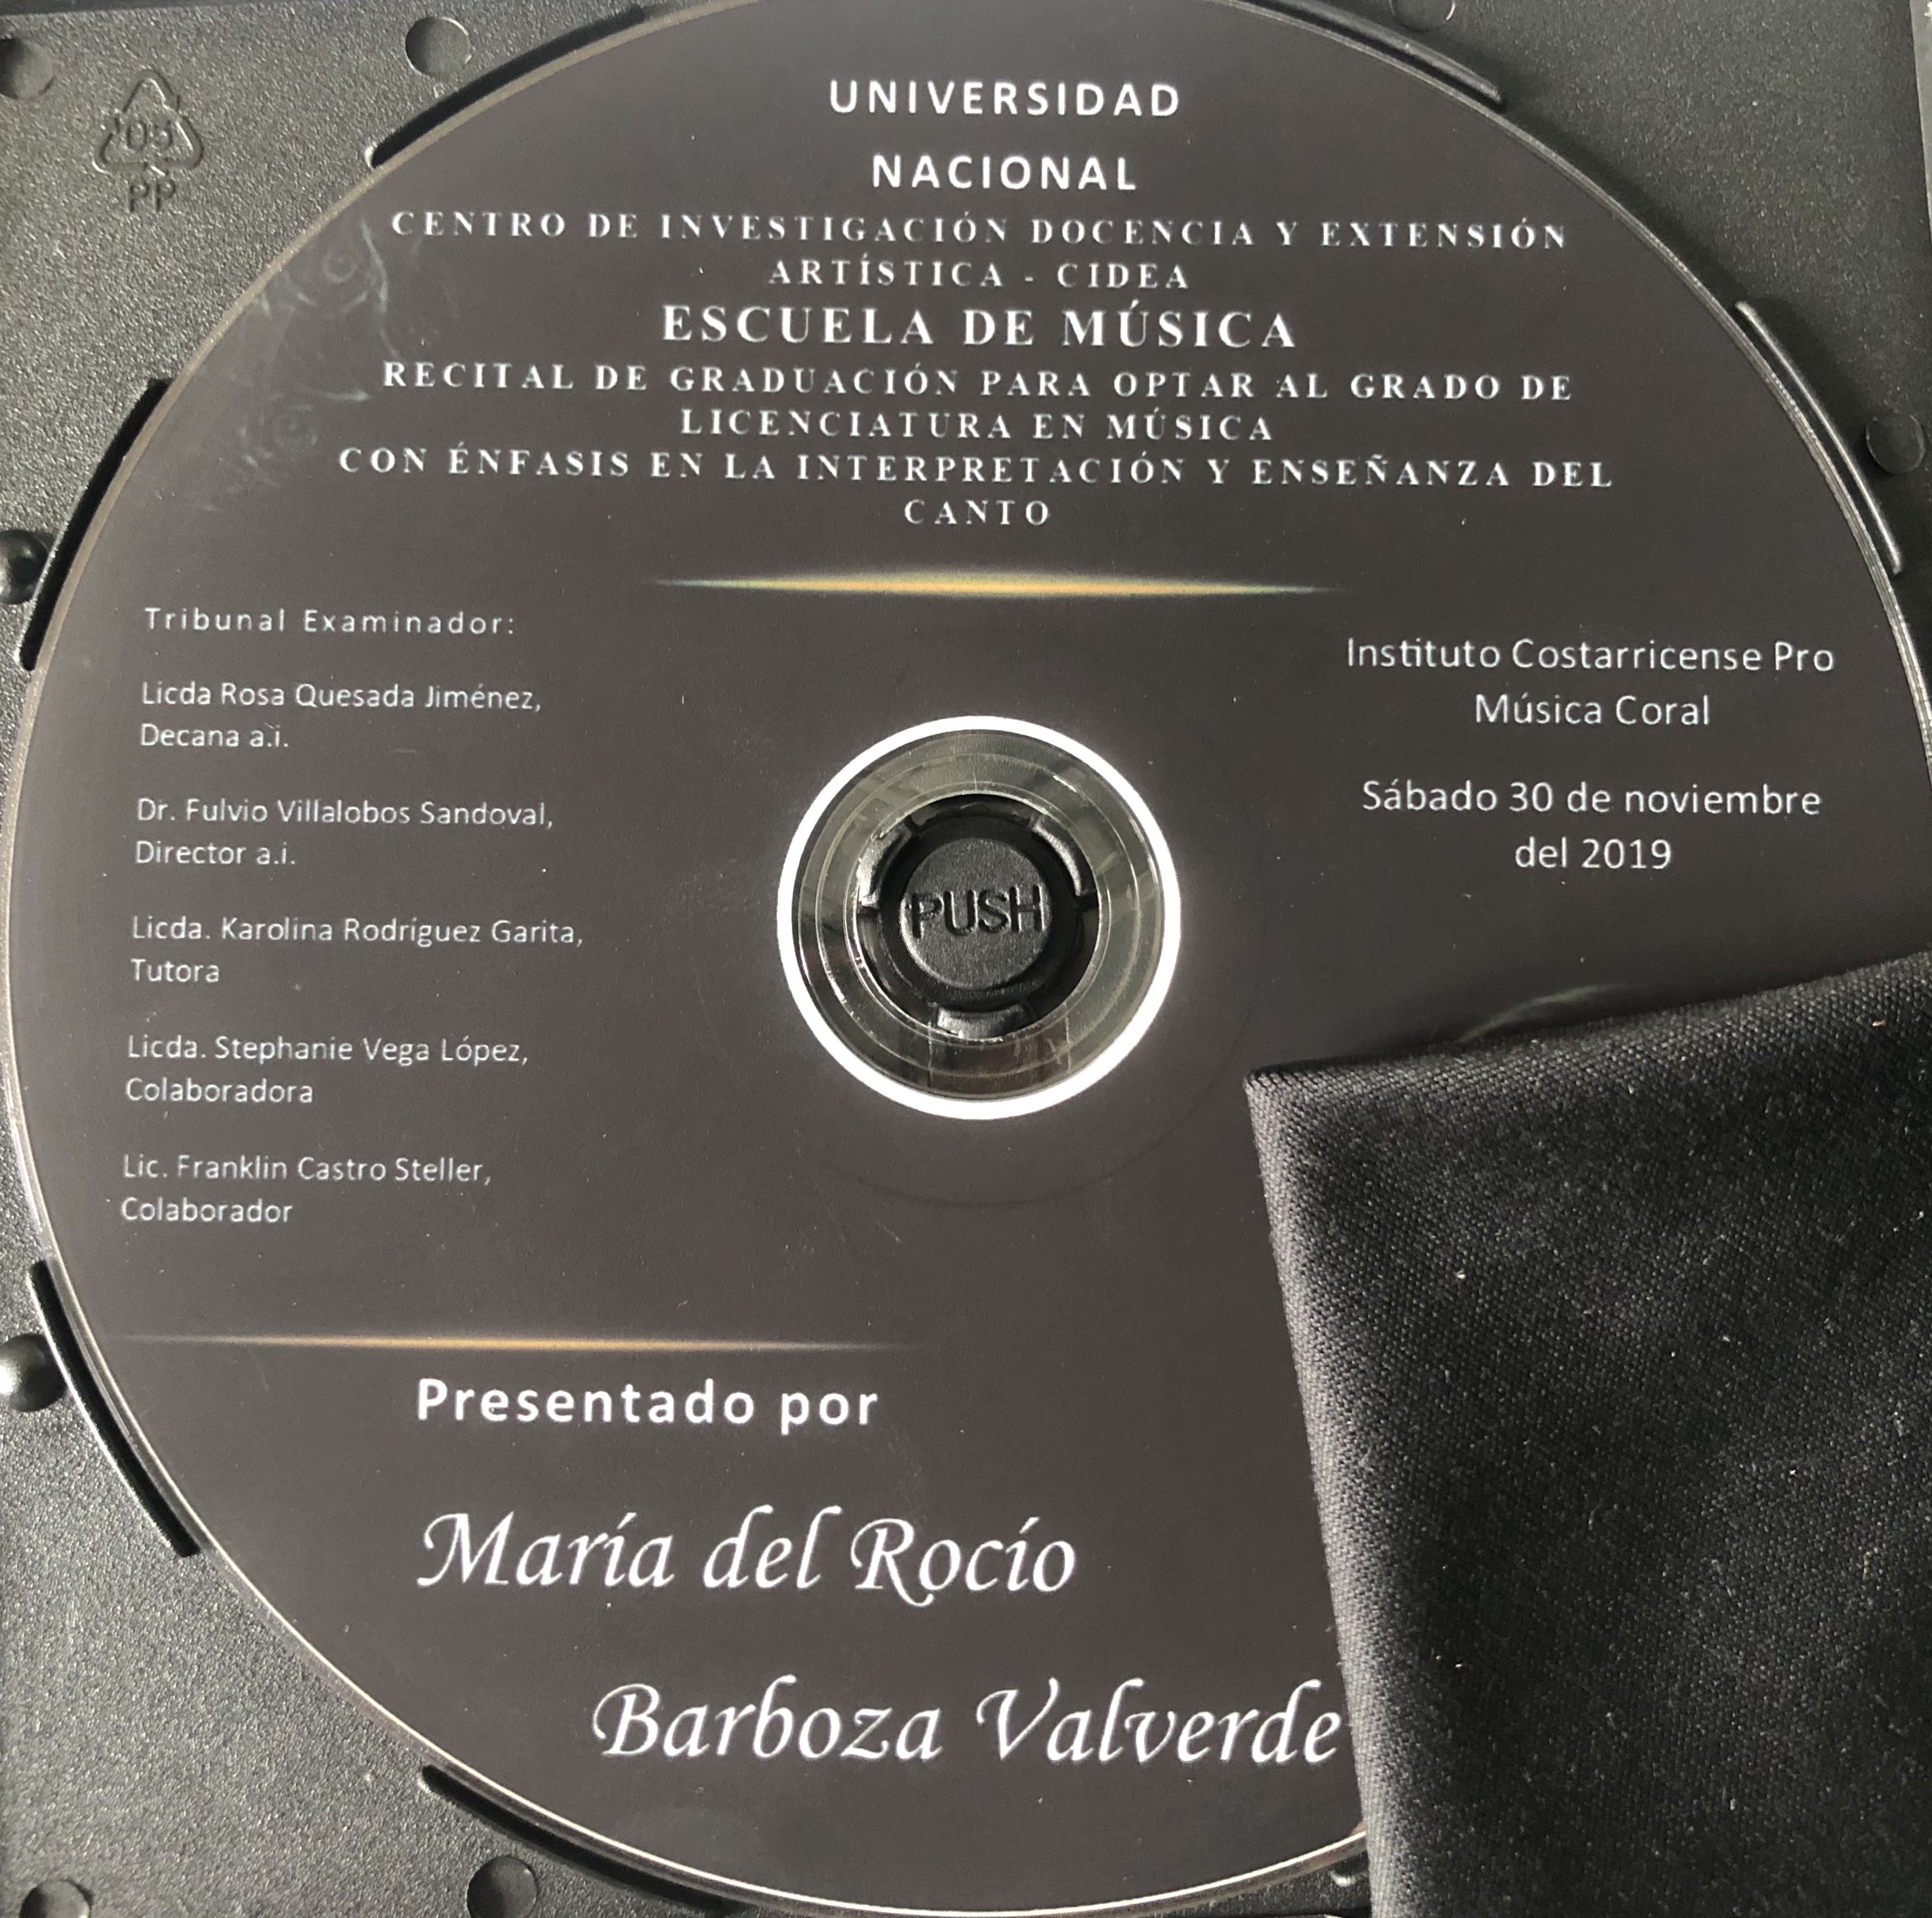 UNIVERSIDAD
NACIONAL
CENTRO DE INVESTIGACIÓN DOCENCIA Y EXTENSIÓN
ARTÍSTICA - CIDEA
ESCUELA DE MÚSICA
RECITAL DE GRADUACIÓN PARA OPTAR AL GRADO DE
LICENCIATURA EN MÚSICA
CON ÉNFASIS EN LA INTERPRETACIÓN Y ENSEÑANZA DEL
CANTO
Tribunal Examinador:
Licda Rosa Quesada Jiménez,
Decana a.i.
Dr. Fulvio Villalobos Sandoval,
Director a.i.
Licda. Karolina Rodríguez Garita,
Tutora
Licda. Stephanie Vega López,
Colaboradora
Lic. Franklin Castro Steller,
Colaborador
Instituto Costarricense Pro
Música Coral
Sábado 30 de noviembre
del 2019
PUSH
Presentado por
María del Rocío
Barboza Valverde
05
PP